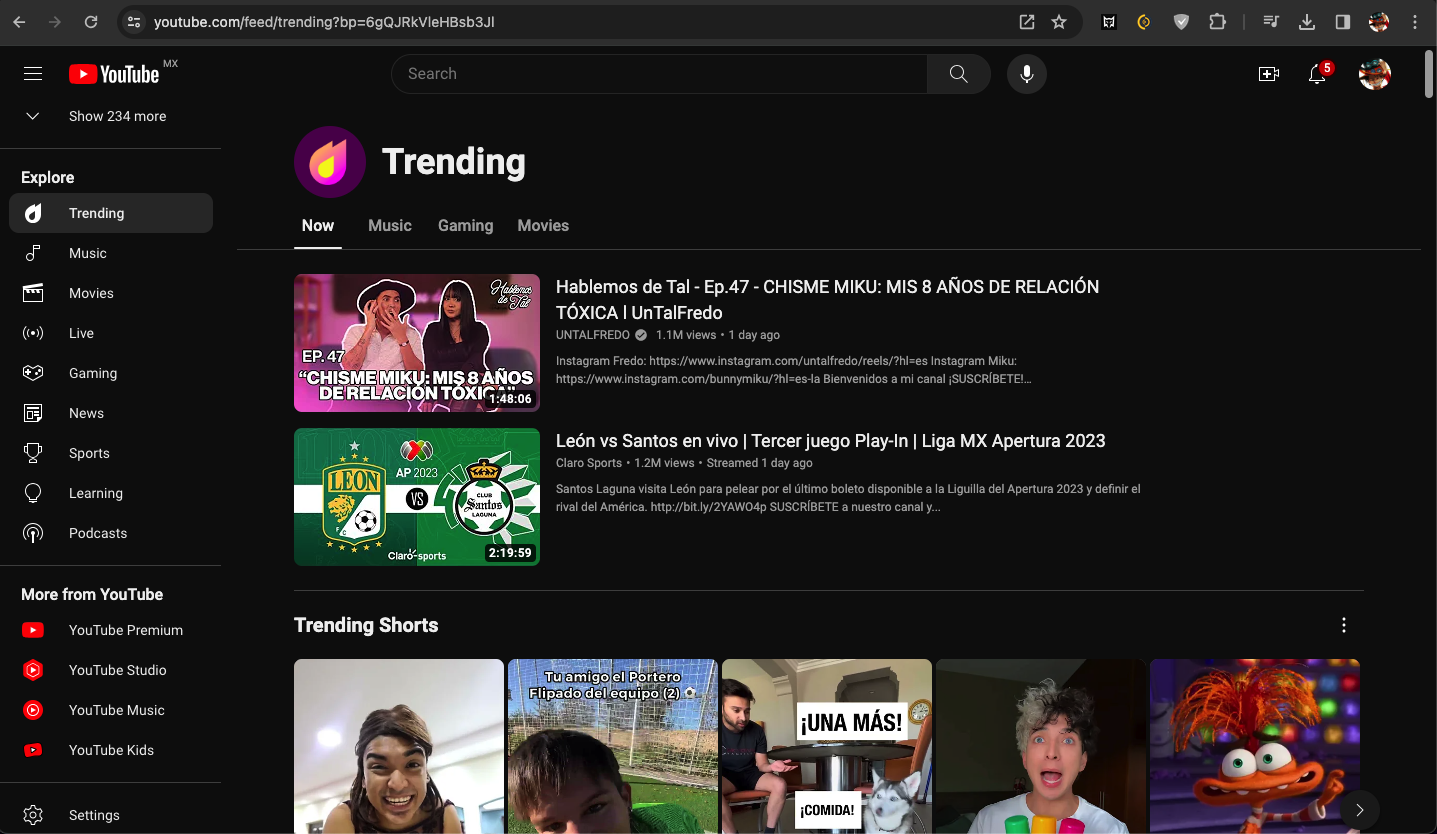 youtube.com/feed/trending?bp=6gQJRkVleHBsb3Jl
YouTube MX
Search
5
Show 234 more
Explore
Trending
Music
Movies
Live
Gaming
News
Sports
Learning
Podcasts
More from YouTube
YouTube Premium
YouTube Studio
YouTube Music
YouTube Kids
Settings
Trending
Now Music Gaming Movies
Hablemos
de Tal
EP. 47
“CHISME MIKU: MIS 8 AÑOS
DE RELACIÓN TÓXICA"
1:48:06
Hablemos de Tal - Ep.47 - CHISME MIKU: MIS 8 AÑOS DE RELACIÓN
TÓXICA l UnTalFredo
UNTALFREDO 1.1M views • 1 day ago
Instagram Fredo: https://www.instagram.com/untalfredo/reels/?hl=es Instagram Miku:
https://www.instagram.com/bunnymiku/?hl=es-la Bienvenidos a mi canal ¡SUSCRÍBETE!...
AP 2023
LEON
F C
VS
CLUB
Santos
LAGUNA
Claro-sports
2:19:59
León vs Santos en vivo | Tercer juego Play-In | Liga MX Apertura 2023
Claro Sports • 1.2M views • Streamed 1 day ago
Santos Laguna visita León para pelear por el último boleto disponible a la Liguilla del Apertura 2023 y definir el
rival del América. http://bit.ly/2YAWO4p SUSCRÍBETE a nuestro canal y...
Trending Shorts
Tu amigo el Portero
Flipado del equipo (2)
¡UNA MÁS!
¡COMIDA!